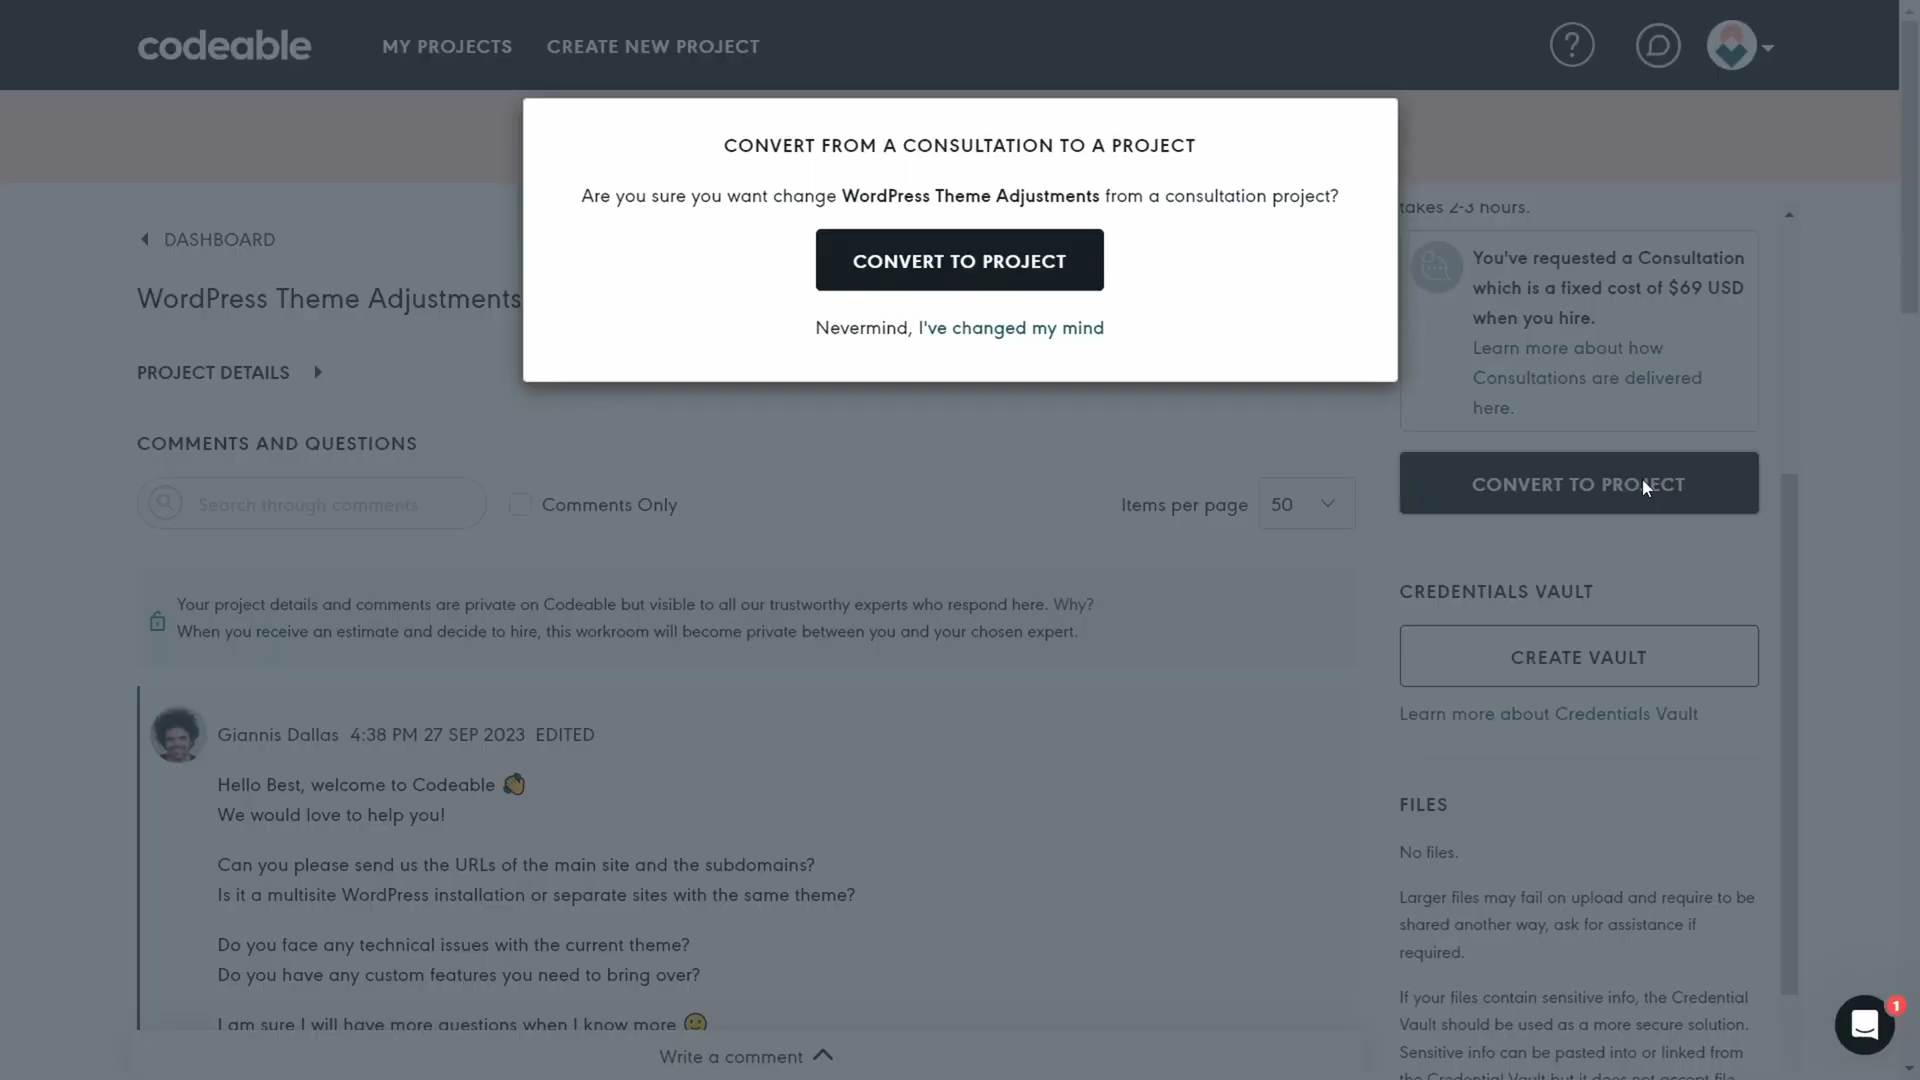 codeable
MY PROJECTS
CREATE NEW PROJECT
?
CONVERT FROM A CONSULTATION TO A PROJECT
Are you sure you want change WordPress Theme Adjustments from a consultation project?
CONVERT TO PROJECT
Nevermind, I've changed my mind
DASHBOARD
WordPress Theme Adjustments
PROJECT DETAILS
COMMENTS AND QUESTIONS
Search through comments
Comments Only
Items per page
50
Your project details and comments are private on Codeable but visible to all our trustworthy experts who respond here. Why?
When you receive an estimate and decide to hire, this workroom will become private between you and your chosen expert.
Giannis Dallas 4:38 PM 27 SEP 2023 EDITED
Hello Best, welcome to Codeable 👋
We would love to help you!
Can you please send us the URLs of the main site and the subdomains?
Is it a multisite WordPress installation or separate sites with the same theme?
Do you face any technical issues with the current theme?
Do you have any custom features you need to bring over?
I am sure I will have more questions when I know more 🙂
Write a comment
takes 2-3 hours.
You've requested a Consultation
which is a fixed cost of $69 USD
when you hire.
Learn more about how
Consultations are delivered
here.
CONVERT TO PROJECT
CREDENTIALS VAULT
CREATE VAULT
Learn more about Credentials Vault
FILES
No files.
Larger files may fail on upload and require to be
shared another way, ask for assistance if
required.
If your files contain sensitive info, the Credential
Vault should be used as a more secure solution.
Sensitive info can be pasted into or linked from
the Credential Vault but it does not accept file
1